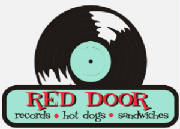 RED DOOR
records • hot dogs • sandwiches